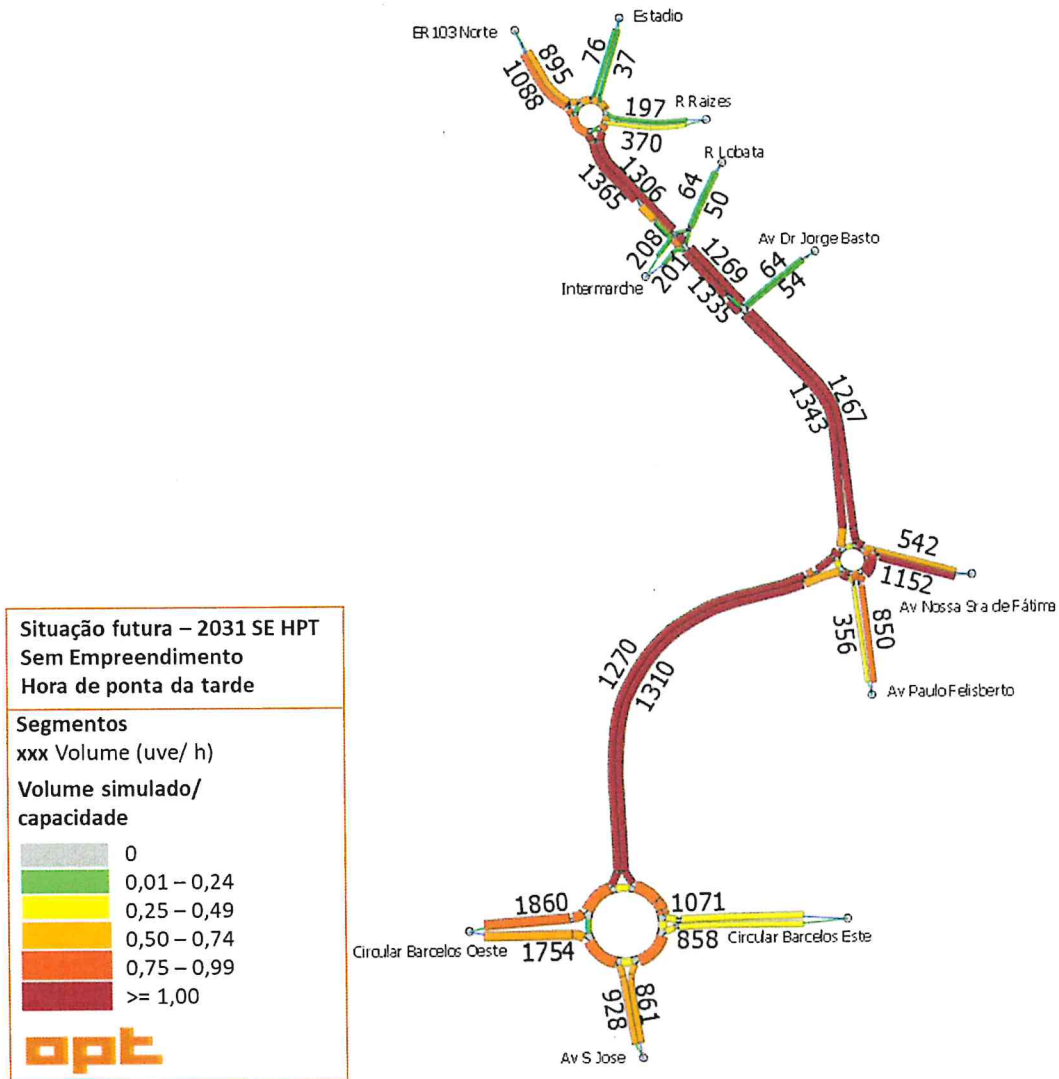 Estadio
ER 103 Norte
76
37
895
1088
197
R Raizes
370
R Lobata
1306
1365
64
50
Av Dr Jorge Basto
208
201
Intermarche
1269
1335
64
54
1267
1343
542
1152
Av Nossa Sra de Fátima
850
356
Av Paulo Felisberto
1270
1310
Situação futura – 2031 SE HPT
Sem Empreendimento
Hora de ponta da tarde
Segmentos
xxx Volume (uve/ h)
Volume simulado/
capacidade
0
0,01 – 0,24
0,25 – 0,49
0,50 – 0,74
0,75 – 0,99
>= 1,00
opt
1860
1754
Circular Barcelos Oeste
1071
858
Circular Barcelos Este
861
928
Av S Jose